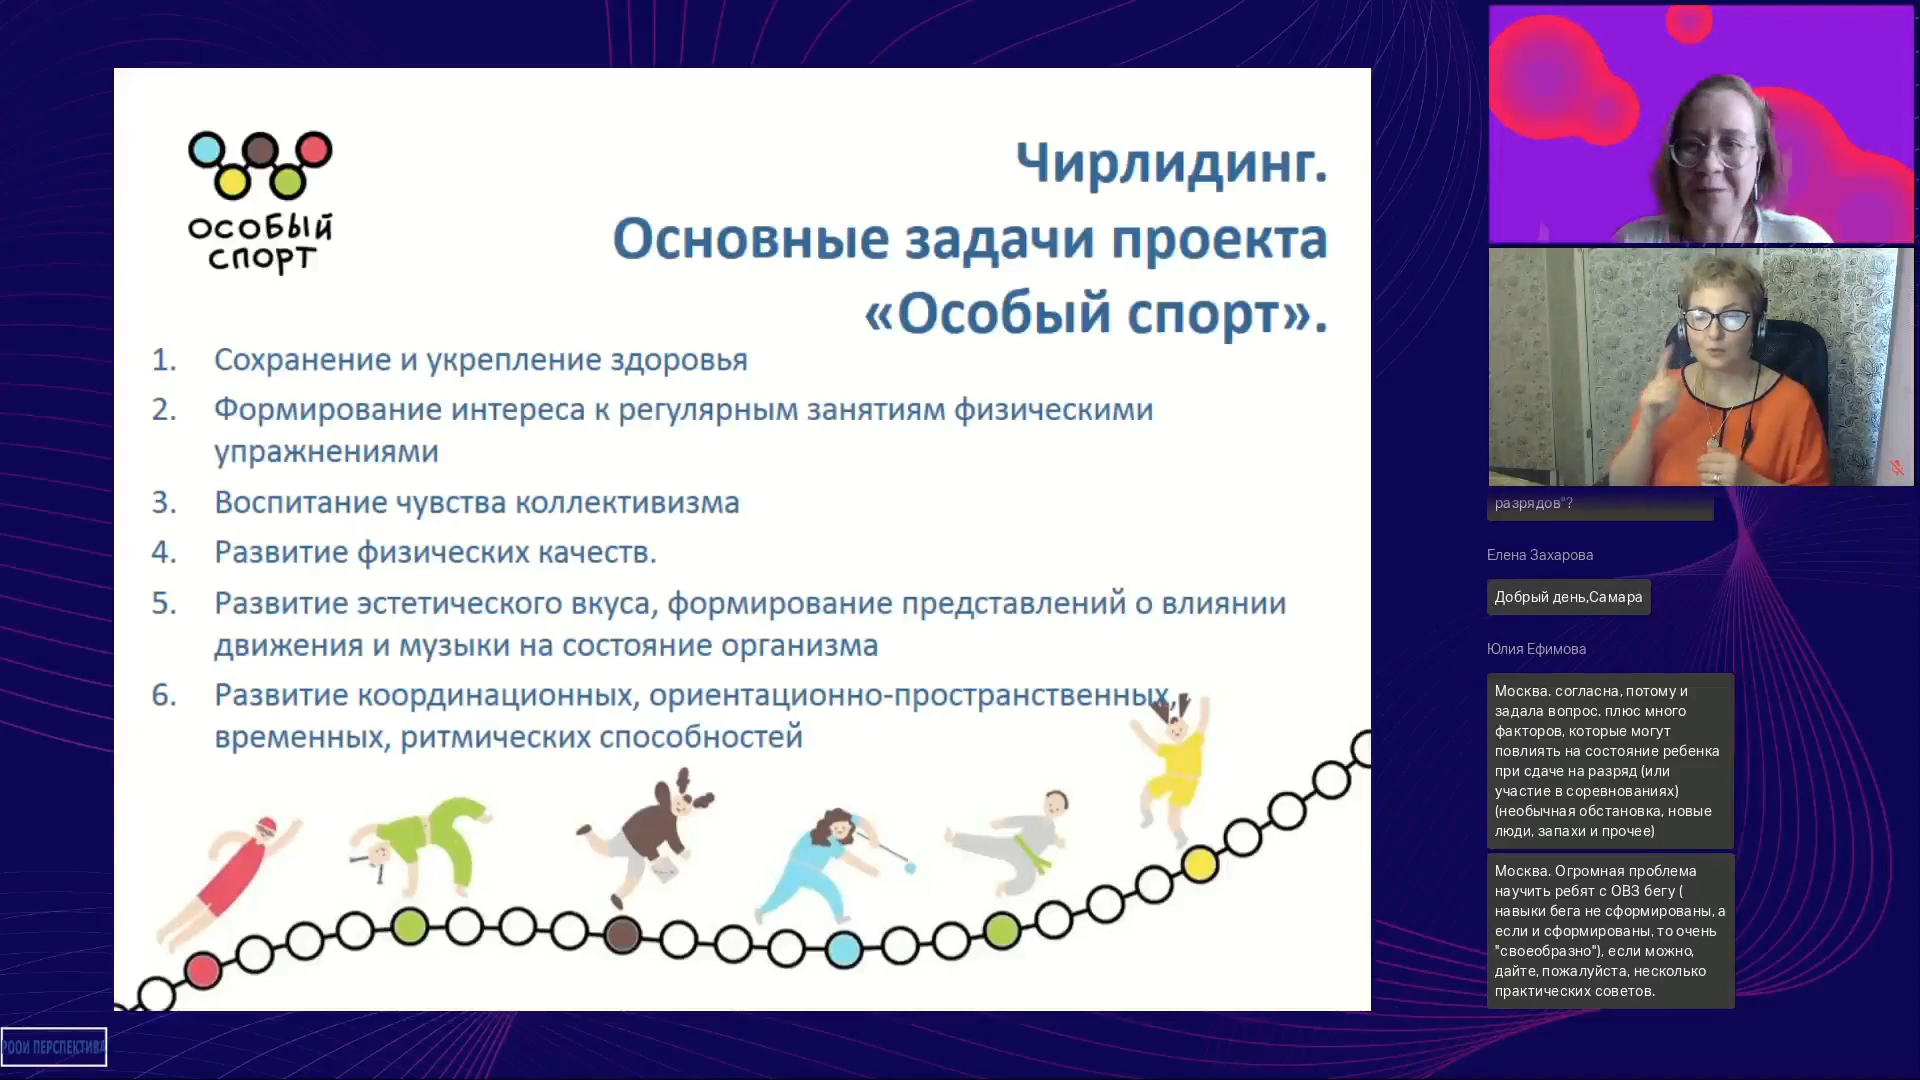 ОСОБЫЙ
СПОРТ
Чирлидинг.
Основные задачи проекта
«Особый спорт».
1. Сохранение и укрепление здоровья
2. Формирование интереса к регулярным занятиям физическими
упражнениями
3. Воспитание чувства коллективизма
4. Развитие физических качеств.
5. Развитие эстетического вкуса, формирование представлений о влиянии
движения и музыки на состояние организма
6. Развитие координационных, ориентационно-пространственных,
временных, ритмических способностей
разрядов"?
Елена Захарова
Добрый день,Самара
Юлия Ефимова
Москва. согласна, потому и
задала вопрос. плюс много
факторов, которые могут
повлиять на состояние ребенка
при сдаче на разряд (или
участие в соревнованиях)
(необычная обстановка, новые
люди, запахи и прочее)
Москва. Огромная проблема
научить ребят с ОВЗ бегу (
навыки бега не сформированы, а
если и сформированы, то очень
"своеобразно"), если можно,
дайте, пожалуйста, несколько
практических советов.
РООИ ПЕРСПЕКТИВА